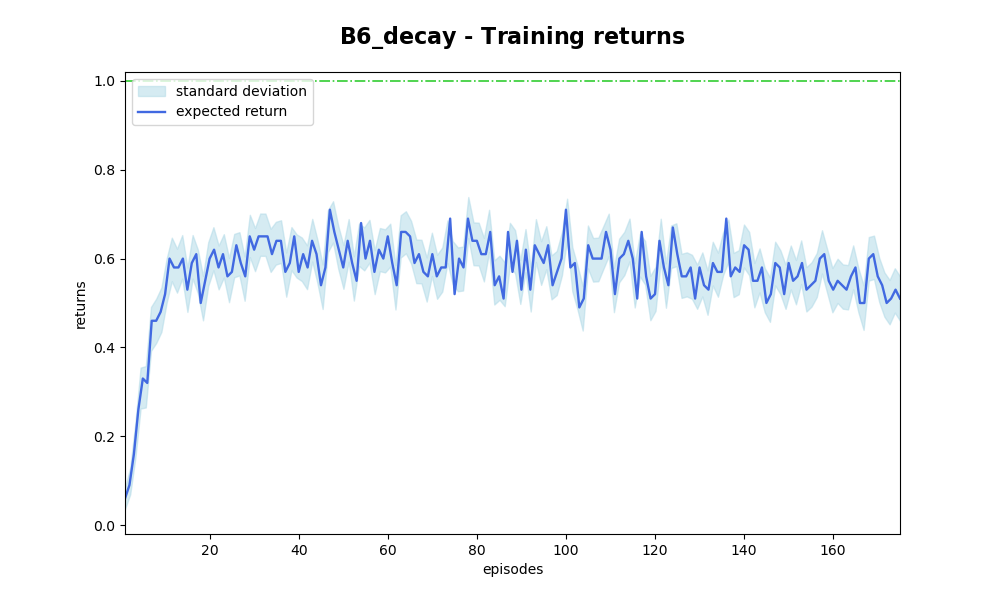 B6_decay - Training returns
1.0
standard deviation
expected return
0.8
0.6
0.4
0.2
0.0
returns
20 40 60 80 100 120 140 160
episodes